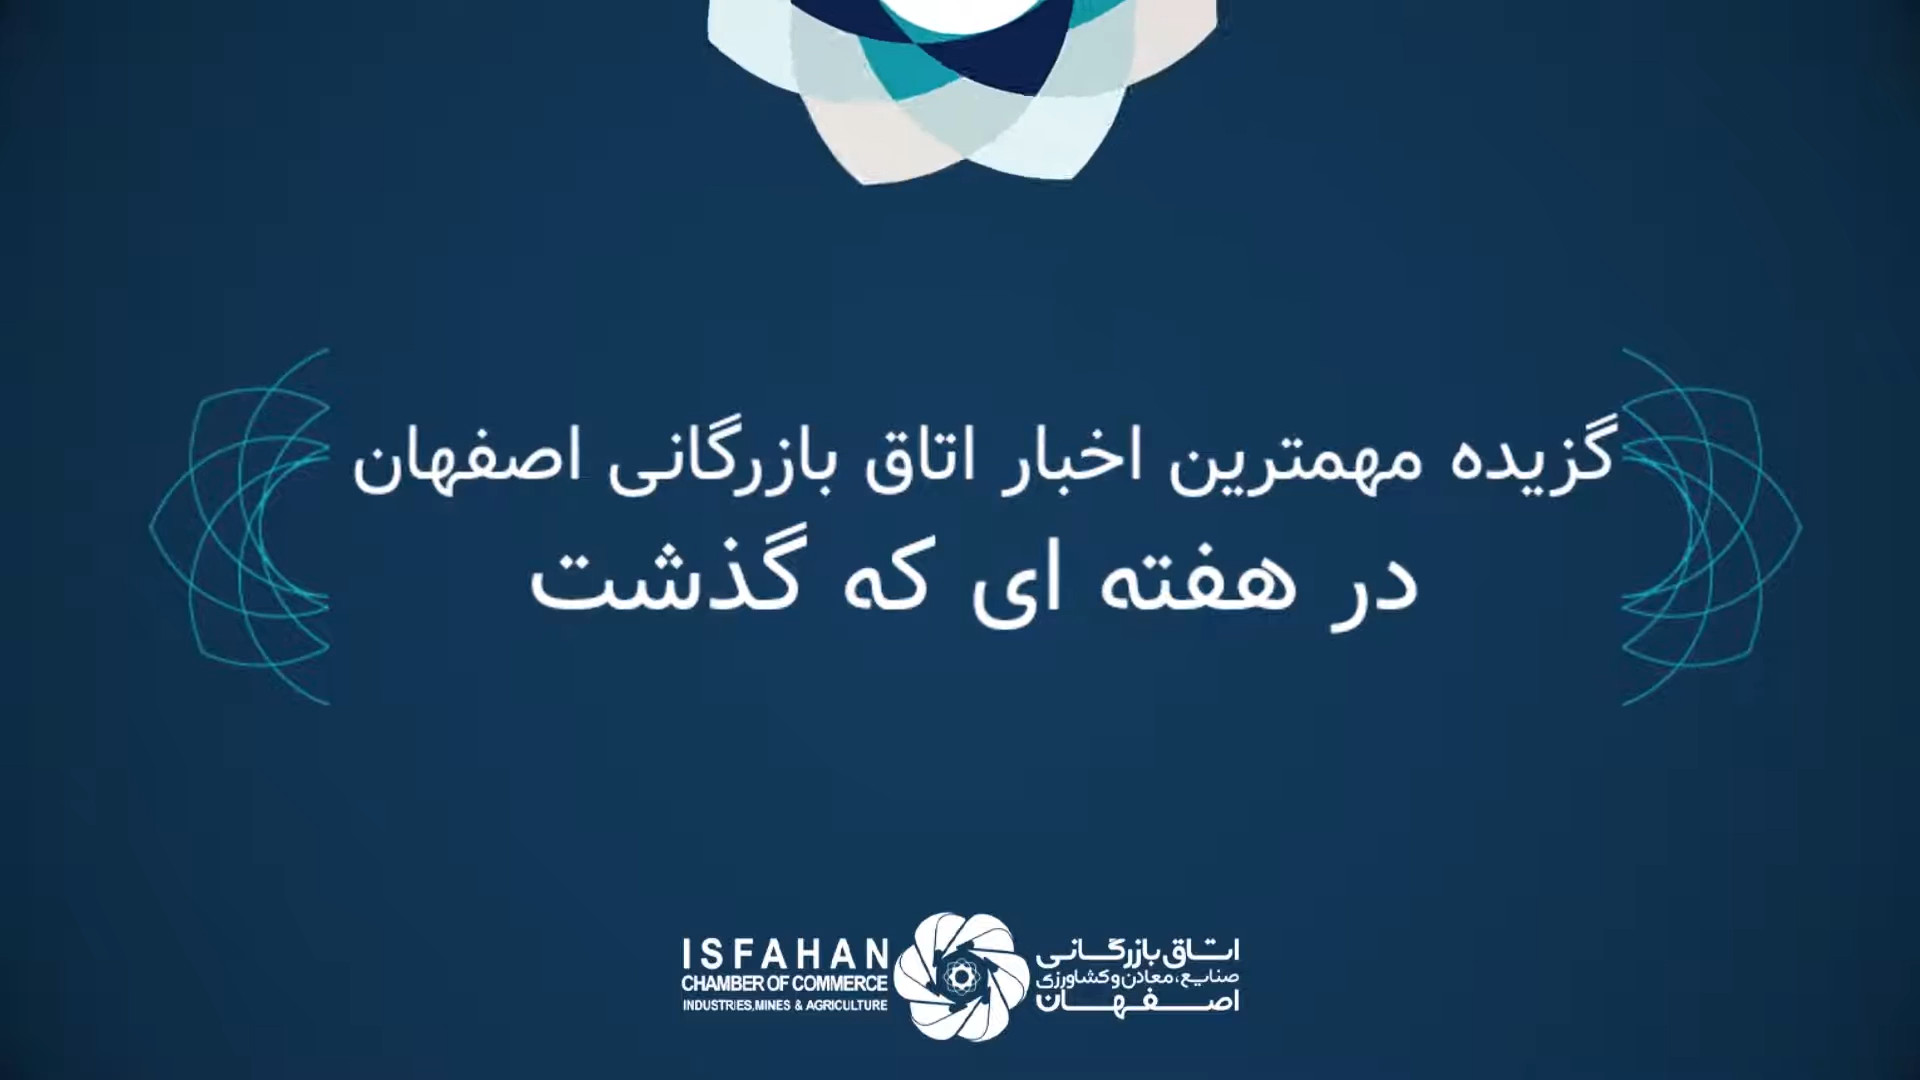 گزیده مهمترین اخبار اتاق بازرگانی اصفهان
در هفته ای که گذشت
ISFAHAN
CHAMBER OF COMMERCE
INDUSTRIES,MINES & AGRICULTURE
اتاق بازرگانی
صنایع، معادن و کشاورزی
اصفهان